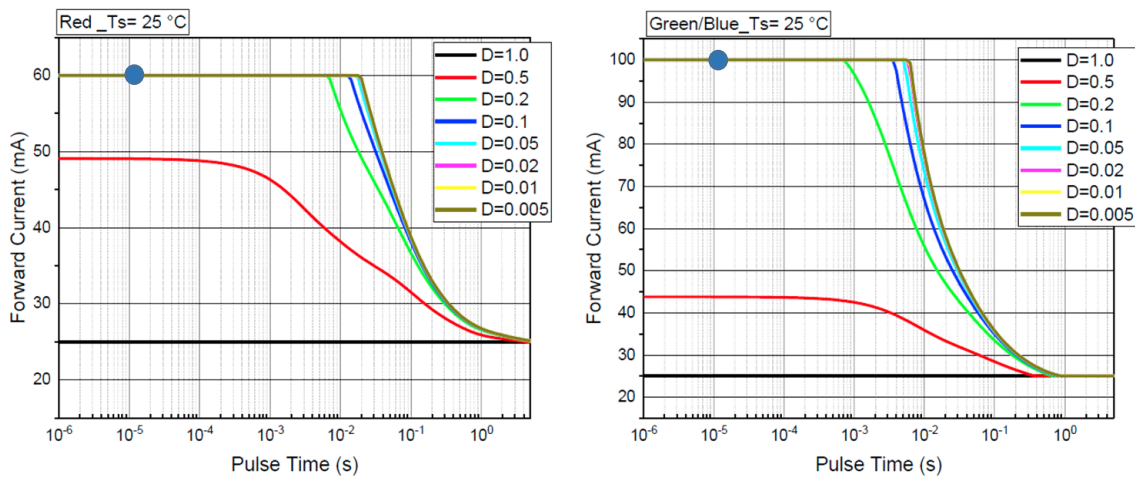 Red _Ts= 25 °C
D=1.0
D=0.5
D=0.2
D=0.1
D=0.05
D=0.02
D=0.01
D=0.005
60
50
40
30
20
Forward Current (mA)
10-6
10-5
10-4
10-3
10-2
10-1
100
Pulse Time (s)
Green/Blue_Ts= 25 °C
D=1.0
D=0.5
D=0.2
D=0.1
D=0.05
D=0.02
D=0.01
D=0.005
100
90
80
70
60
50
40
30
20
Forward Current (mA)
10-6
10-5
10-4
10-3
10-2
10-1
100
Pulse Time (s)